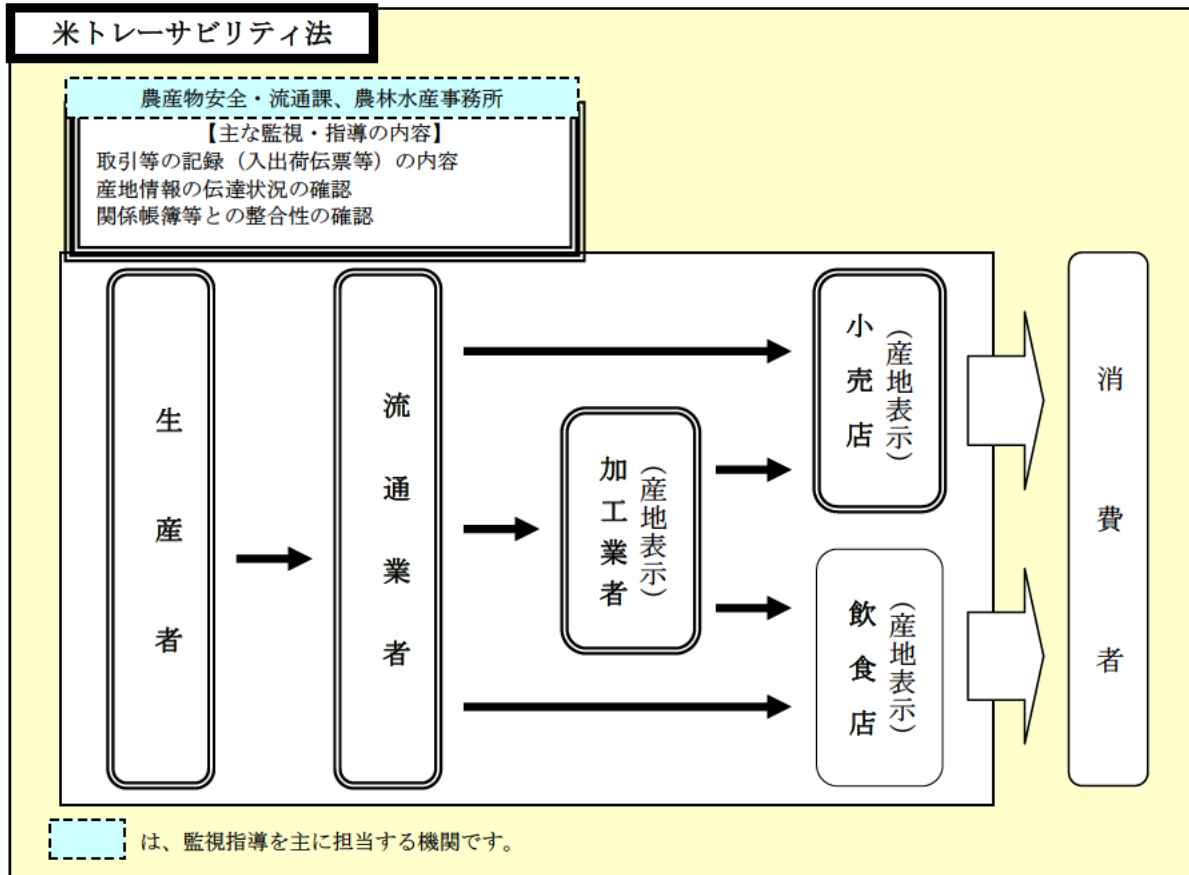 米トレーサビリティ法
農産物安全・流通課、農林水産事務所
【主な監視・指導の内容】
取引等の記録（入出荷伝票等）の内容
産地情報の伝達状況の確認
関係帳簿等との整合性の確認
生産者
流通業者
加工業者
（産地表示）
小売店
（産地表示）
飲食店
（産地表示）
消費者
は、監視指導を主に担当する機関です。